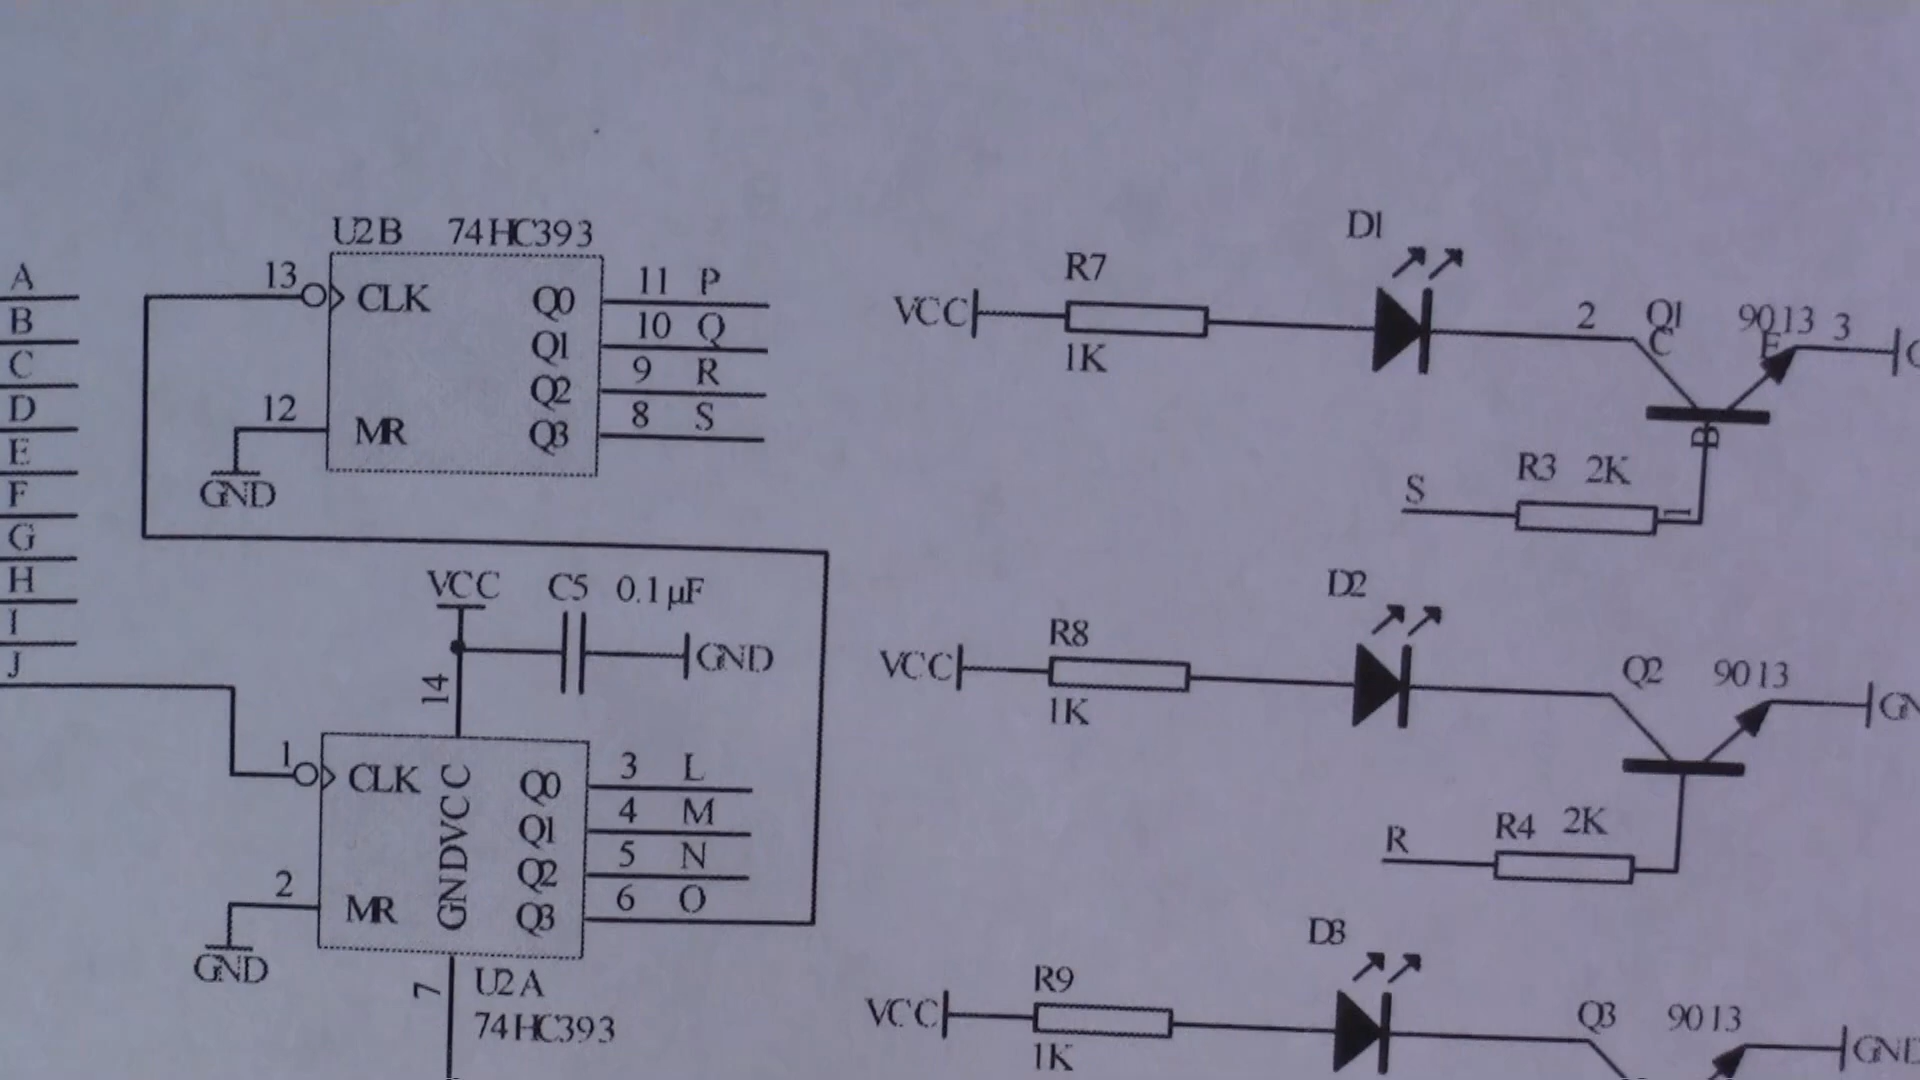 A
B
C
D
E
F
G
H
I
J
U2B 74HC393
13 CLK Q0 11 P
Q1 10 Q
Q2 9 R
12 MR Q3 8 S
GND
VCC C5 0.1µF
GND
14
1 CLK Q0 3 L
Q1 4 M
Q2 5 N
2 MR Q3 6 O
GNDVCC
GND
7
U2A
74HC393
D1
R7
VCC
1K
2 Q1 9013 3
C E
B
S R3 2K
1
D2
R8
VCC
1K
Q2 9013
R R4 2K
D3
R9
VCC
1K
Q3 9013
GND